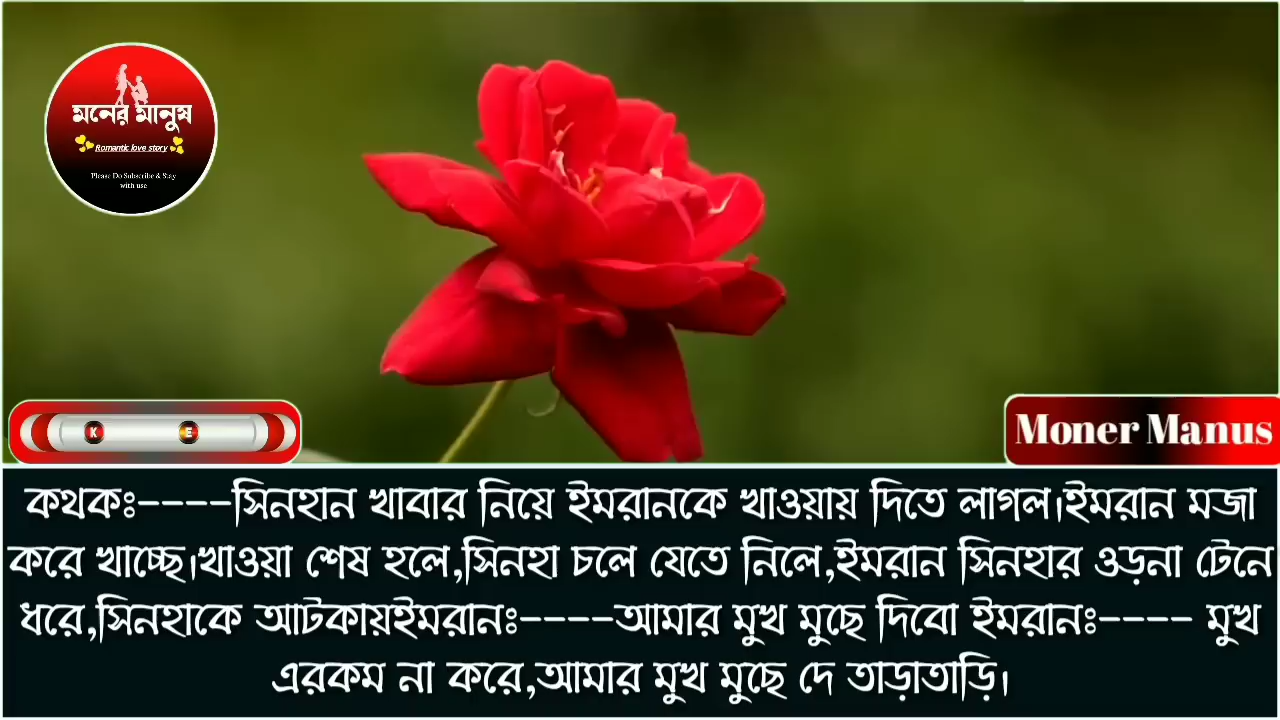 মনের মানুষ
Romantic love story
Please Do Subscribe & Stay
with use
K
E
Moner Manus
কথকঃ----সিনহান খাবার নিয়ে ইমরানকে খাওয়ায় দিতে লাগল।ইমরান মজা
করে খাচ্ছে।খাওয়া শেষ হলে,সিনহা চলে যেতে নিলে,ইমরান সিনহার ওড়না টেনে
ধরে,সিনহাকে আটকায়ইমরানঃ----আমার মুখ মুছে দিবো ইমরানঃ---- মুখ
এরকম না করে,আমার মুখ মুছে দে তাড়াতাড়ি।